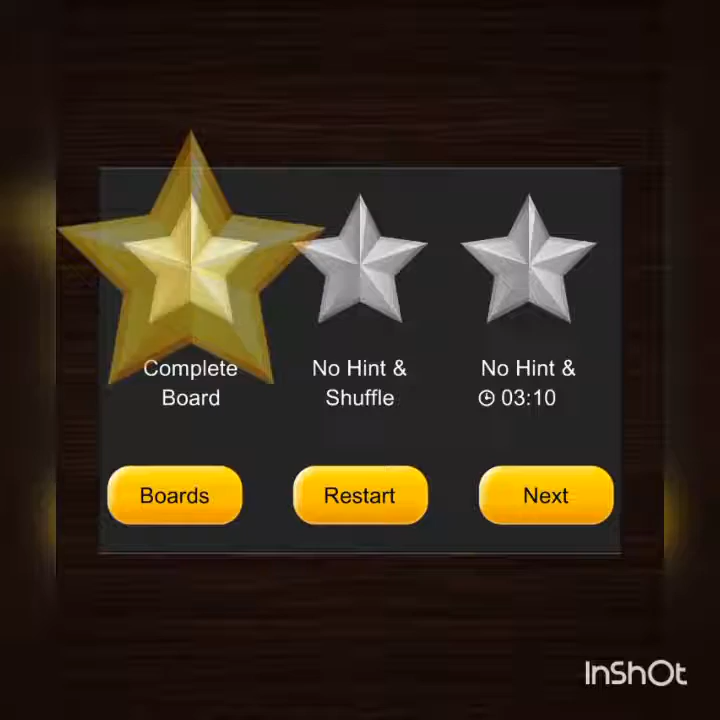 Complete
Board
No Hint &
Shuffle
No Hint &
03:10
Boards
Restart
Next
InShOt